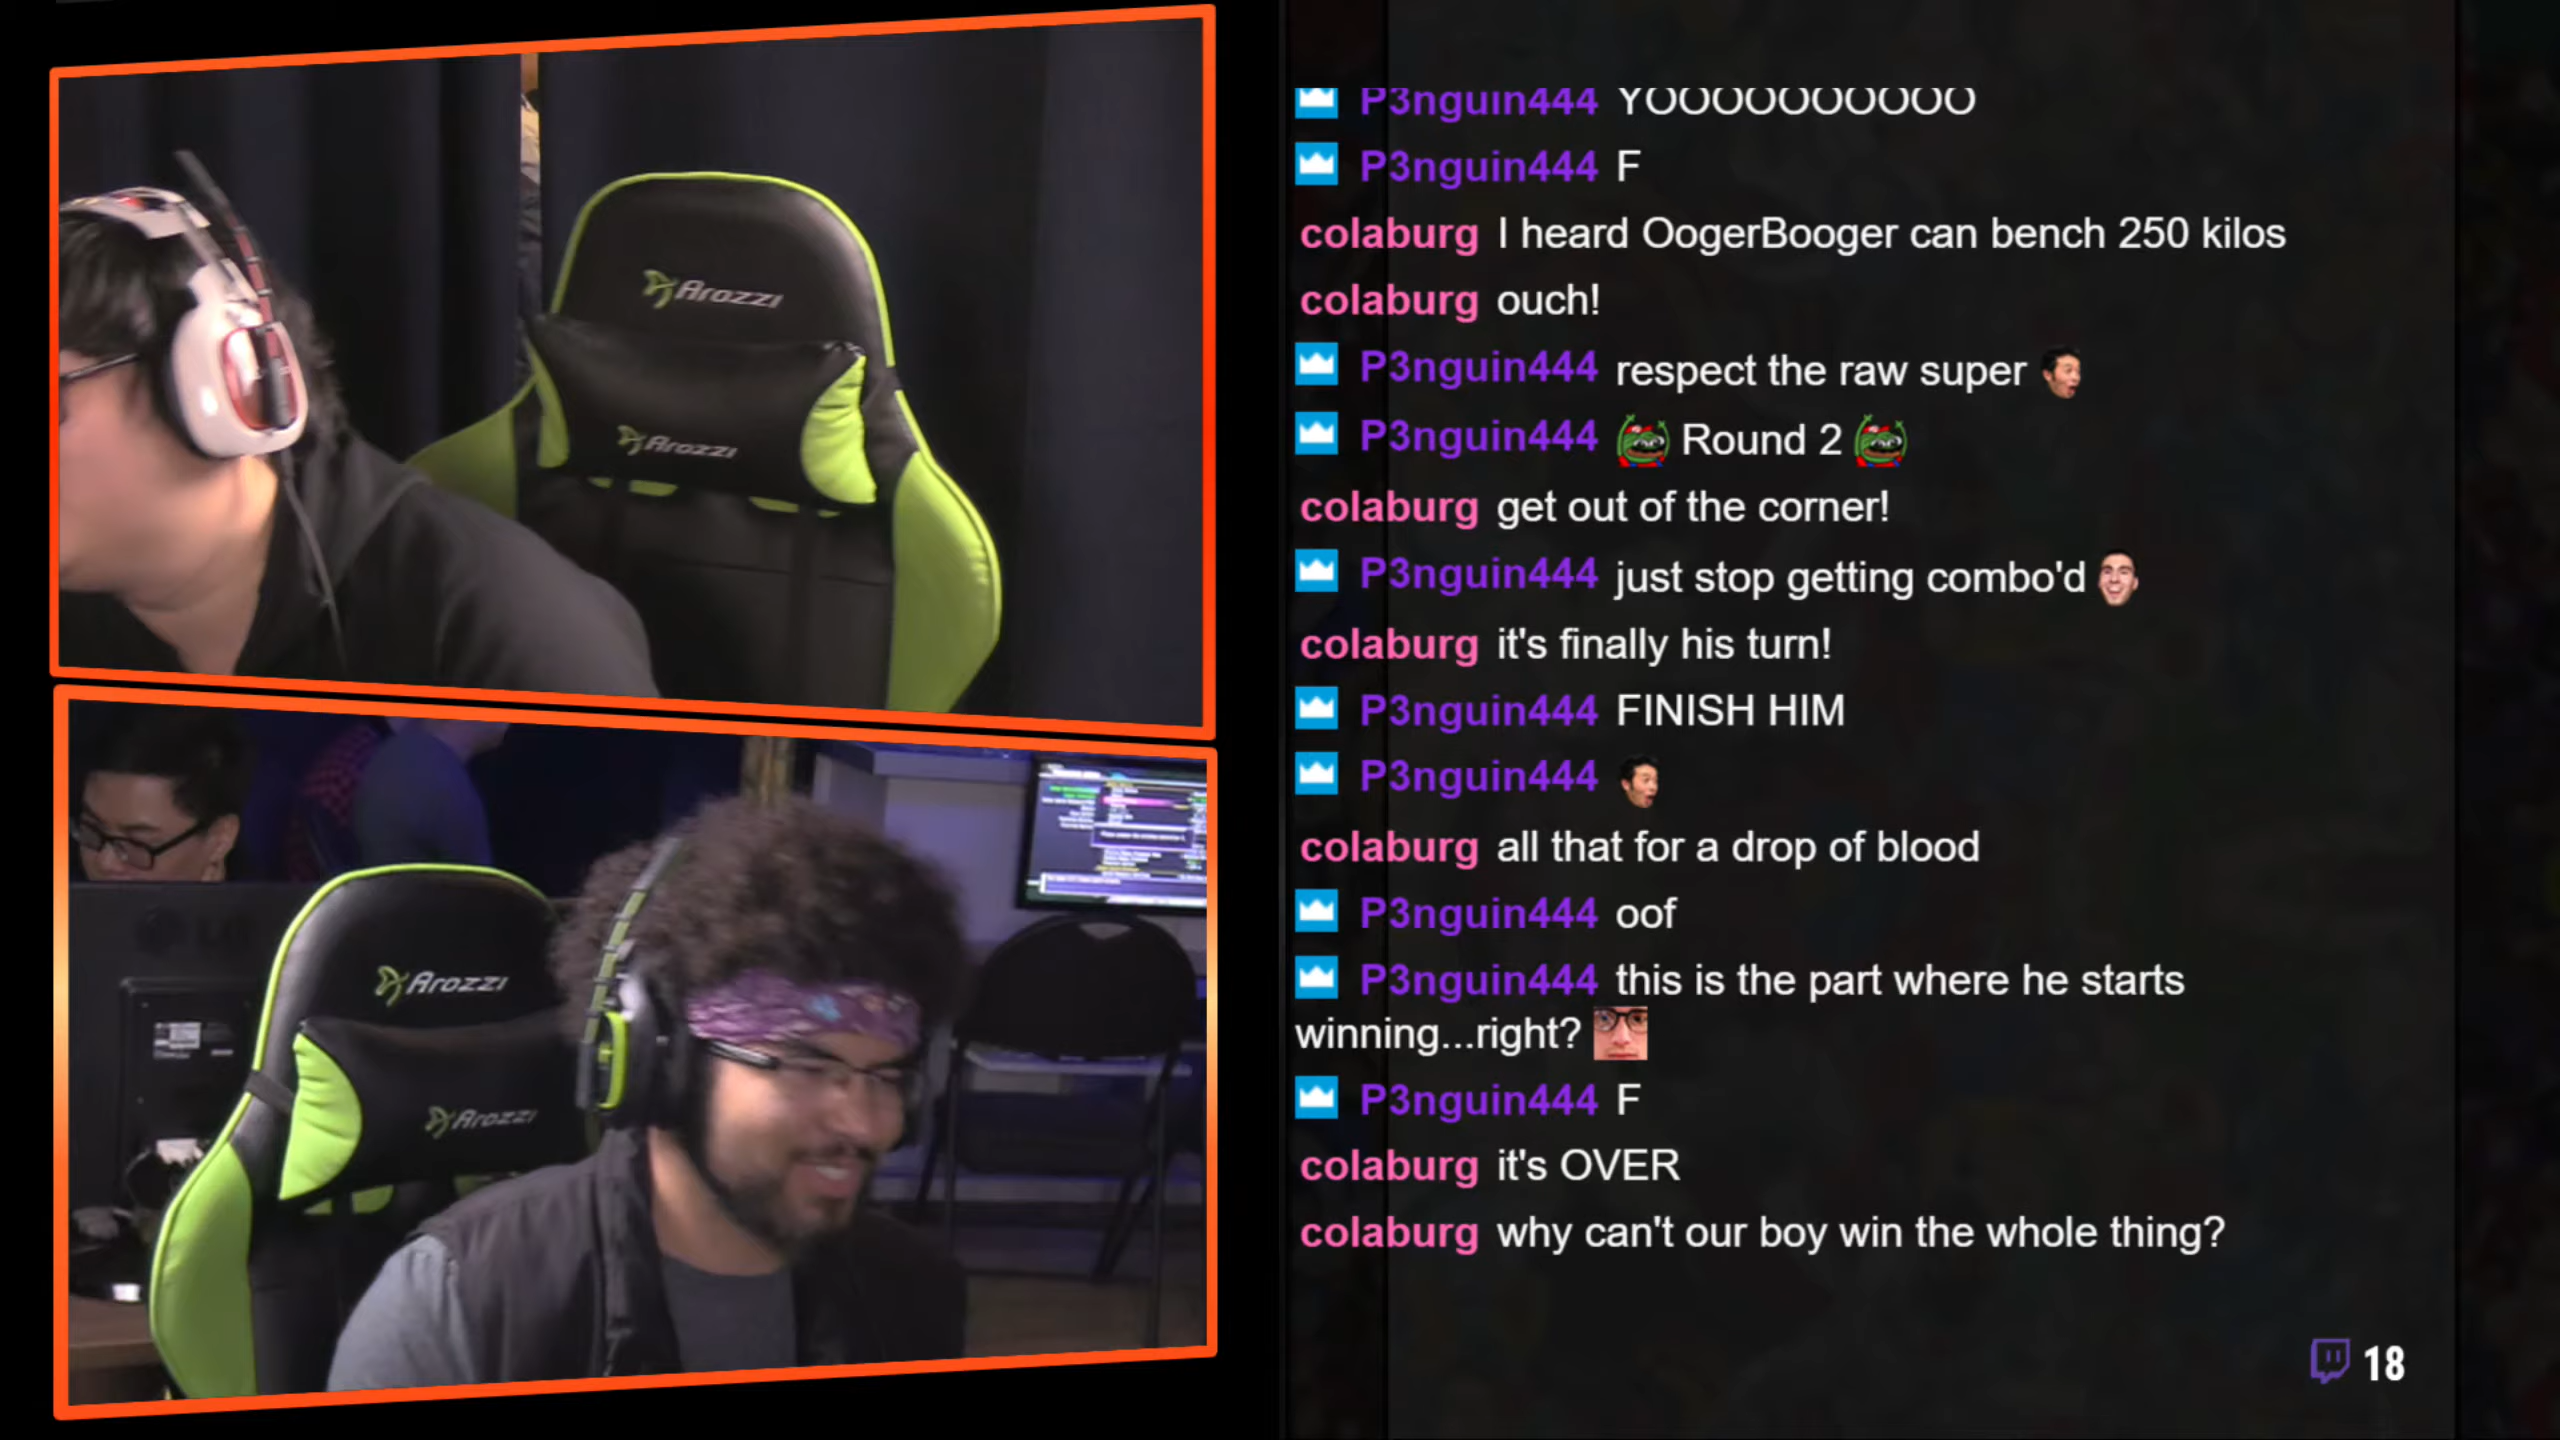 Arozzi
Arozzi
Arozzi
Arozzi
P3nguin444 YOOOOOOOOOO
P3nguin444 F
colaburg I heard OogerBooger can bench 250 kilos
colaburg ouch!
P3nguin444 respect the raw super
P3nguin444 Round 2
colaburg get out of the corner!
P3nguin444 just stop getting combo'd
colaburg it's finally his turn!
P3nguin444 FINISH HIM
P3nguin444
colaburg all that for a drop of blood
P3nguin444 oof
P3nguin444 this is the part where he starts
winning...right?
P3nguin444 F
colaburg it's OVER
colaburg why can't our boy win the whole thing?
18